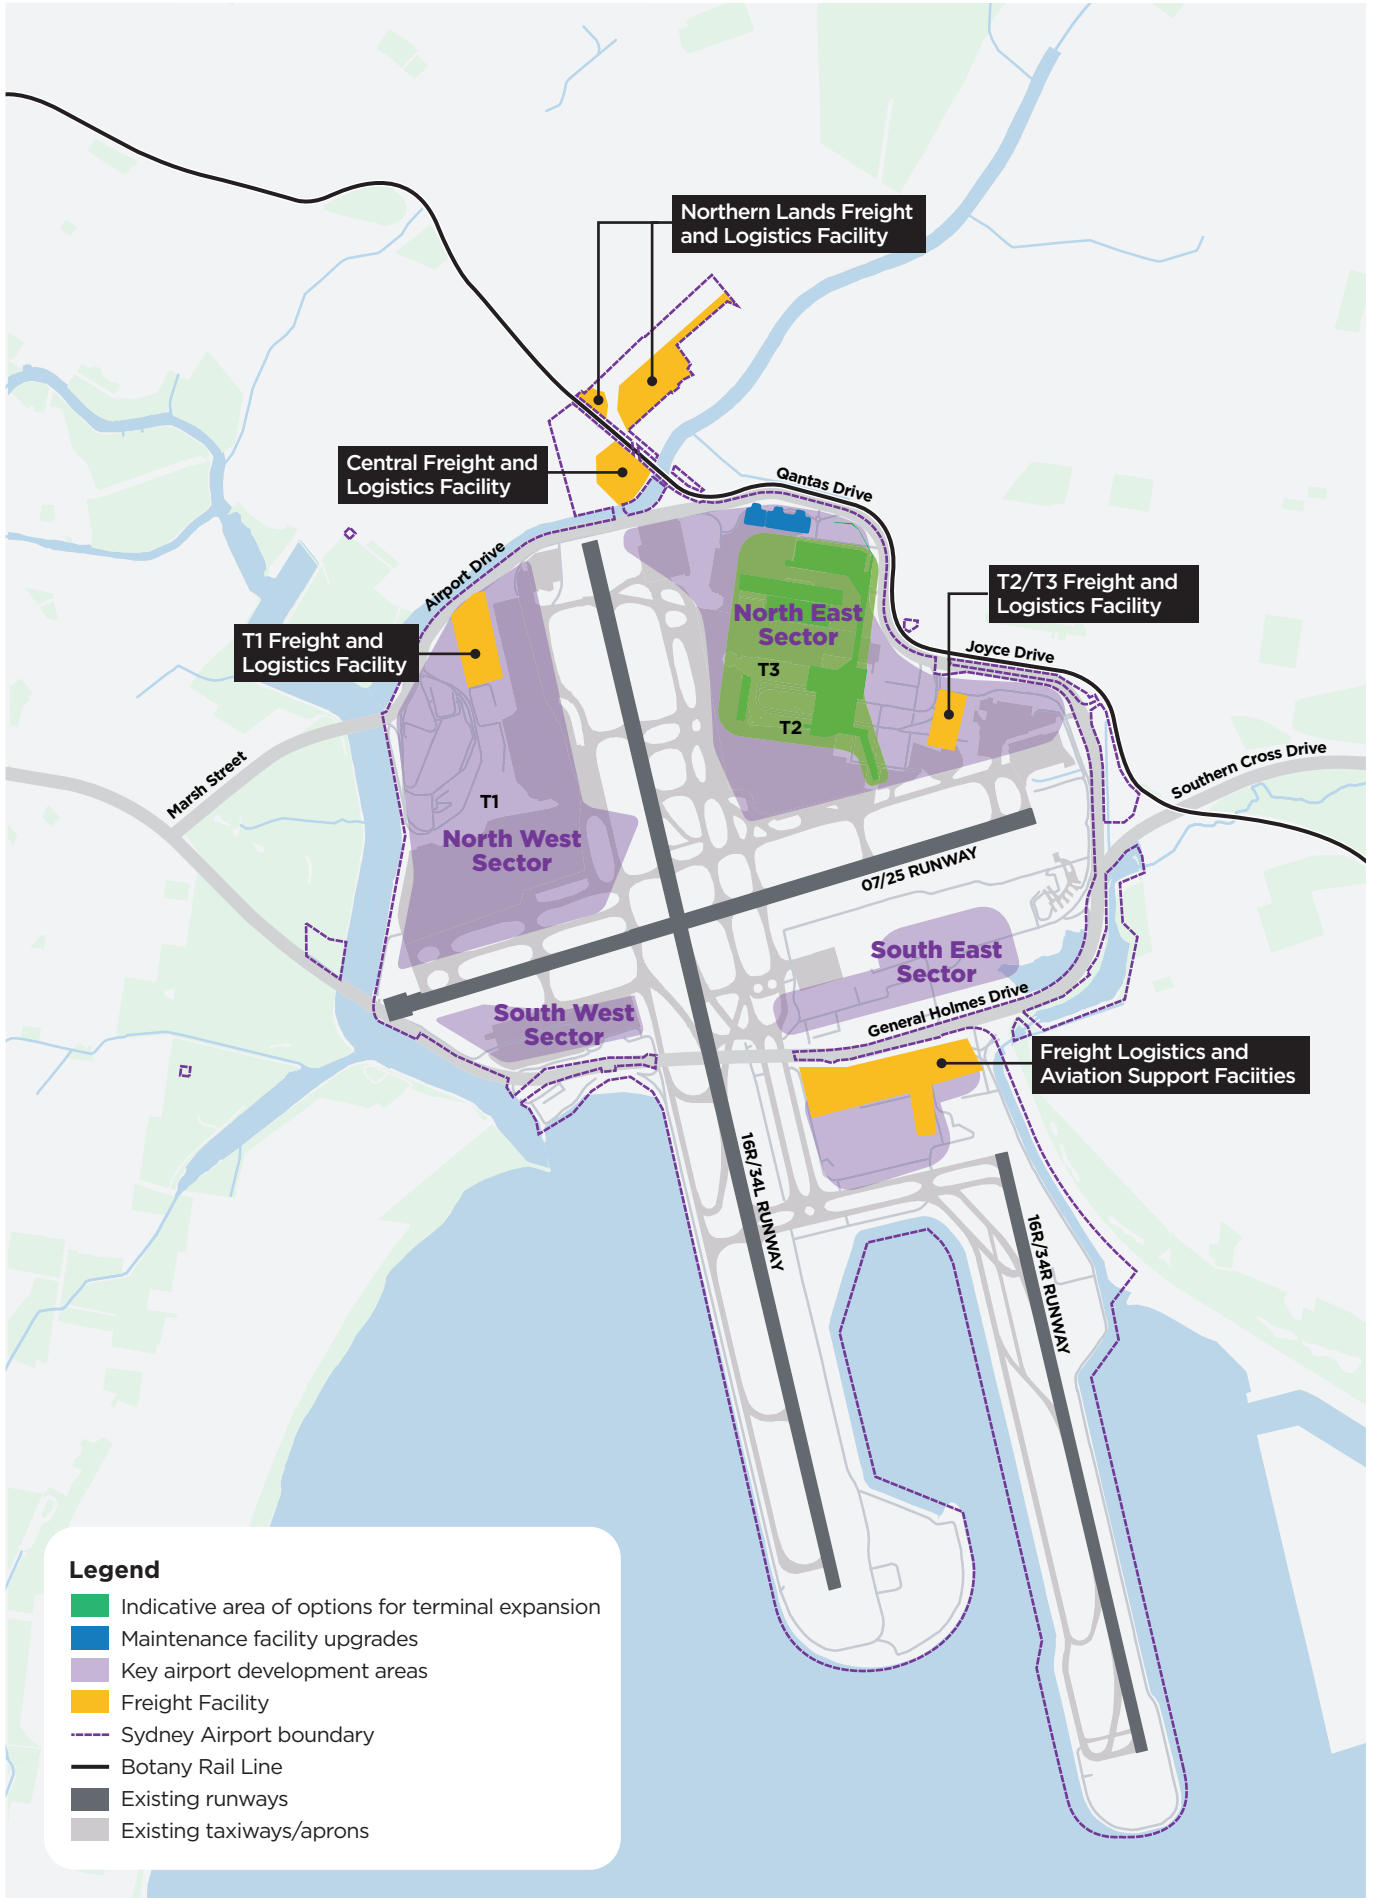 Northern Lands Freight
and Logistics Facility
Central Freight and
Logistics Facility
Qantas Drive
Airport Drive
T2/T3 Freight and
Logistics Facility
North East
Sector
T1 Freight and
Logistics Facility
Joyce Drive
T3
T2
Marsh Street
Southern Cross Drive
T1
North West
Sector
07/25 RUNWAY
South East
Sector
South West
Sector
General Holmes Drive
Freight Logistics and
Aviation Support Faciities
16R/34L RUNWAY
16R/34R RUNWAY
Legend
Indicative area of options for terminal expansion
Maintenance facility upgrades
Key airport development areas
Freight Facility
Sydney Airport boundary
Botany Rail Line
Existing runways
Existing taxiways/aprons